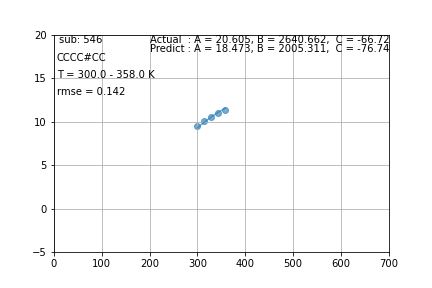 sub: 546
Actual : A = 20.605, B = 2640.662, C = -66.72
Predict : A = 18.473, B = 2005.311, C = -76.74
CCCC#CC
T = 300.0 - 358.0 K
rmse = 0.142
20
15
10
5
0
−5
0 100 200 300 400 500 600 700